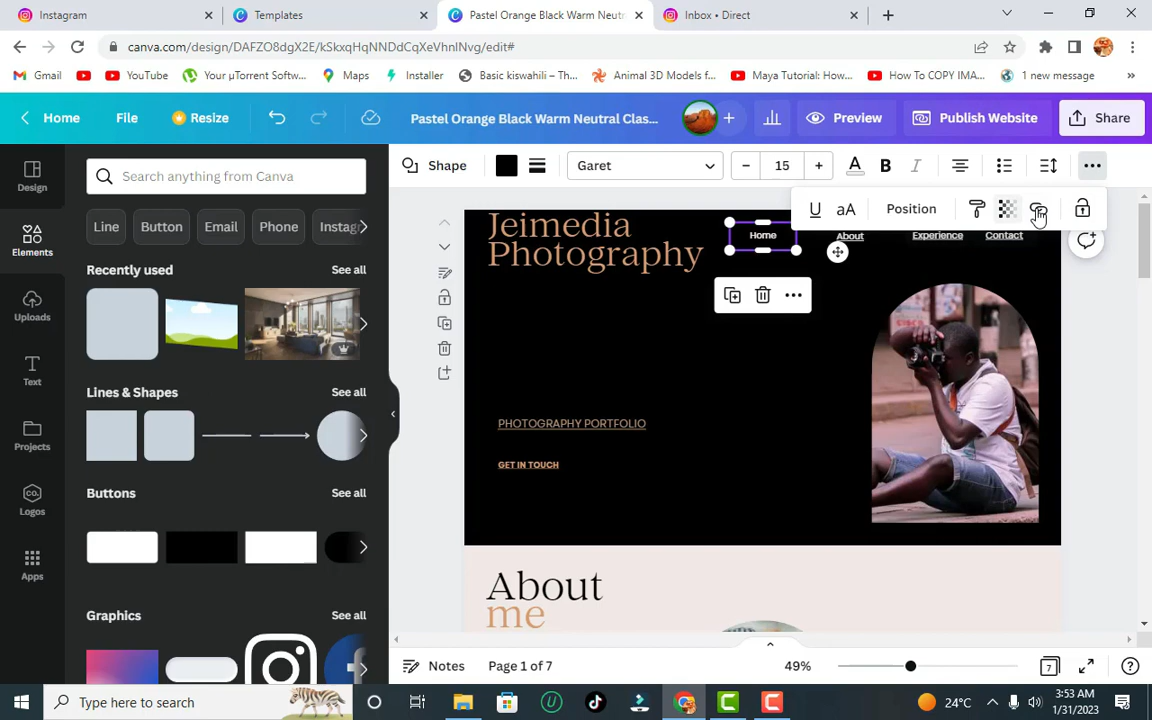 Instagram
Templates
Pastel Orange Black Warm Neutr
Inbox • Direct
canva.com/design/DAFZO8dgX2E/kSkxqHqNNDdCqXeVhnlNvg/edit#
Gmail
YouTube
Your µTorrent Softw...
Maps
Installer
Basic kiswahili – Th...
Animal 3D Models f...
Maya Tutorial: How...
How To COPY IMA...
1 new message
Home
File
Resize
Pastel Orange Black Warm Neutral Clas...
Preview
Publish Website
Share
Design
Elements
Uploads
Text
Projects
Logos
Apps
CO.
Search anything from Canva
Line
Button
Email
Phone
Instag
Recently used
See all
Lines & Shapes
See all
Buttons
See all
Graphics
See all
Shape
Garet
15
A
B
I
U
aA
Position
Jeimedia
Photography
Home
About
Experience
Contact
PHOTOGRAPHY PORTFOLIO
GET IN TOUCH
About
me
Notes
Page 1 of 7
49%
7
Type here to search
24°C
3:53 AM
1/31/2023